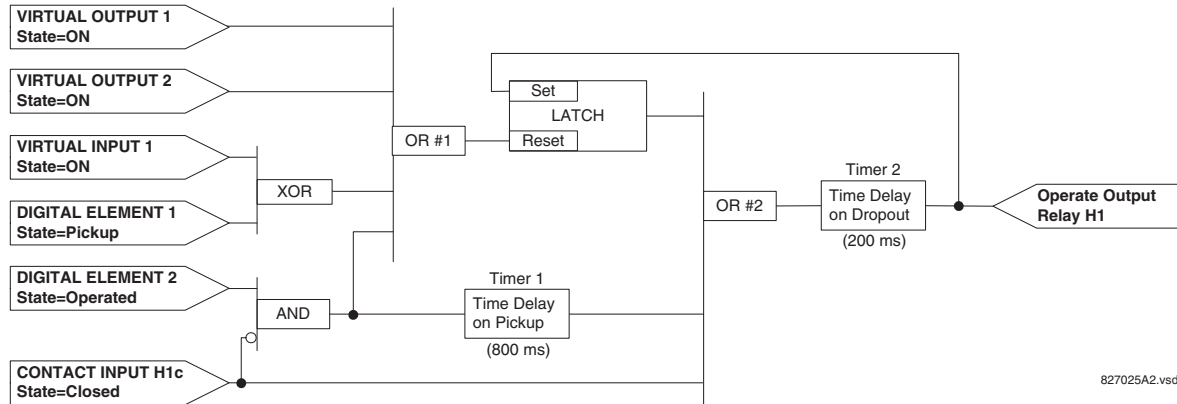 VIRTUAL OUTPUT 1
State=ON
VIRTUAL OUTPUT 2
State=ON
VIRTUAL INPUT 1
State=ON
DIGITAL ELEMENT 1
State=Pickup
DIGITAL ELEMENT 2
State=Operated
CONTACT INPUT H1c
State=Closed
XOR
AND
OR #1
Set
LATCH
Reset
Timer 1
Time Delay
on Pickup
(800 ms)
OR #2
Timer 2
Time Delay
on Dropout
(200 ms)
Operate Output
Relay H1
827025A2.vsd